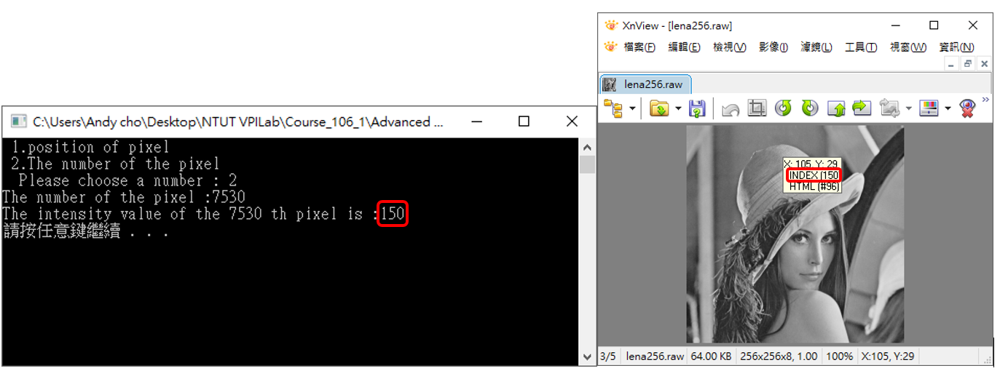 C:\Users\Andy cho\Desktop\NTUT VPILab\Course_106_1\Advanced ...
1.position of pixel
2.The number of the pixel
Please choose a number : 2
The number of the pixel :7530
The intensity value of the 7530 th pixel is :150
請按任意鍵繼續 . . .
XnView - [lena256.raw]
檔案(F) 編輯(E) 檢視(V) 影像(I) 濾鏡(L) 工具(T) 視窗(W) 資訊(N)
lena256.raw
X: 105, Y: 29
INDEX (150
HTML (#96)
3/5 lena256.raw 64.00 KB 256x256x8, 1.00 100% X:105, Y:29